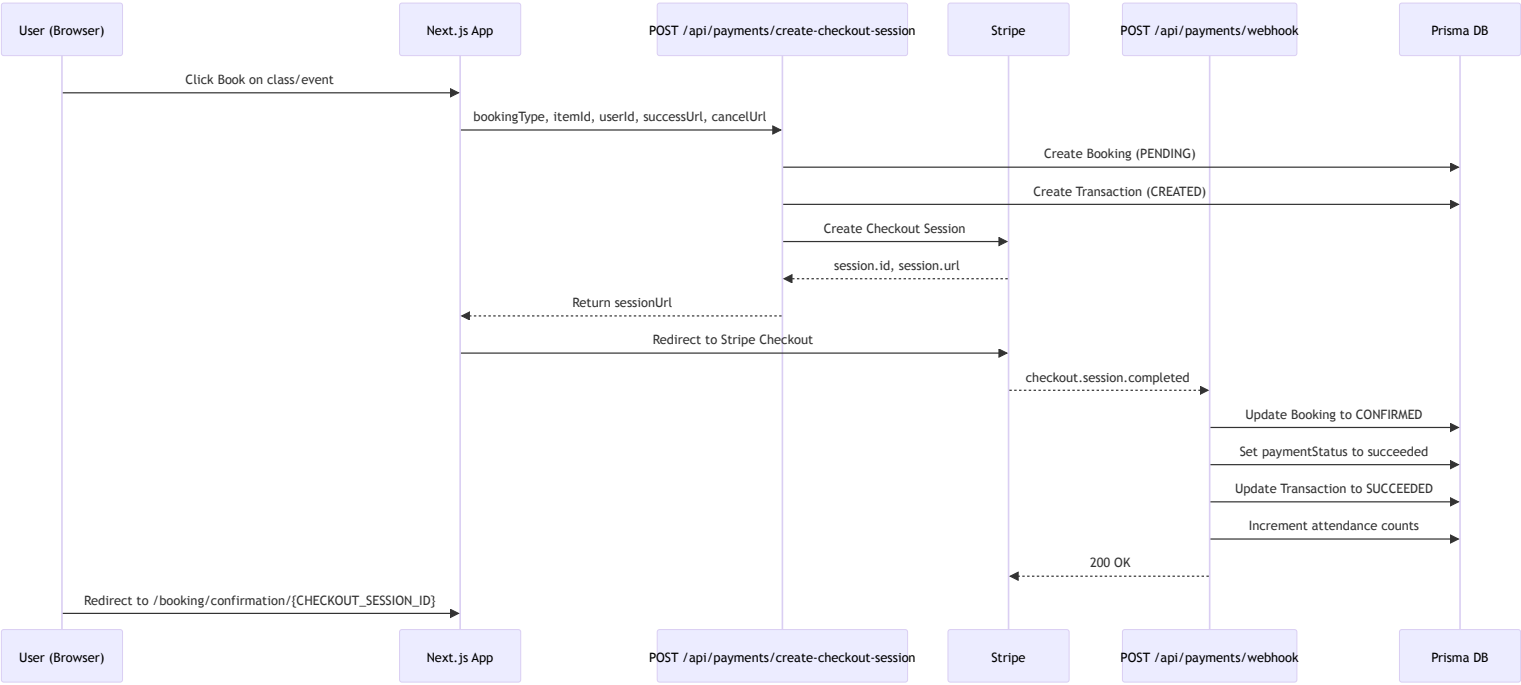 User (Browser)
Next.js App
POST /api/payments/create-checkout-session
Stripe
POST /api/payments/webhook
Prisma DB
Click Book on class/event
bookingType, itemId, userId, successUrl, cancelUrl
Create Booking (PENDING)
Create Transaction (CREATED)
Create Checkout Session
session.id, session.url
Return sessionUrl
Redirect to Stripe Checkout
checkout.session.completed
Update Booking to CONFIRMED
Set paymentStatus to succeeded
Update Transaction to SUCCEEDED
Increment attendance counts
200 OK
Redirect to /booking/confirmation/{CHECKOUT_SESSION_ID}
User (Browser)
Next.js App
POST /api/payments/create-checkout-session
Stripe
POST /api/payments/webhook
Prisma DB